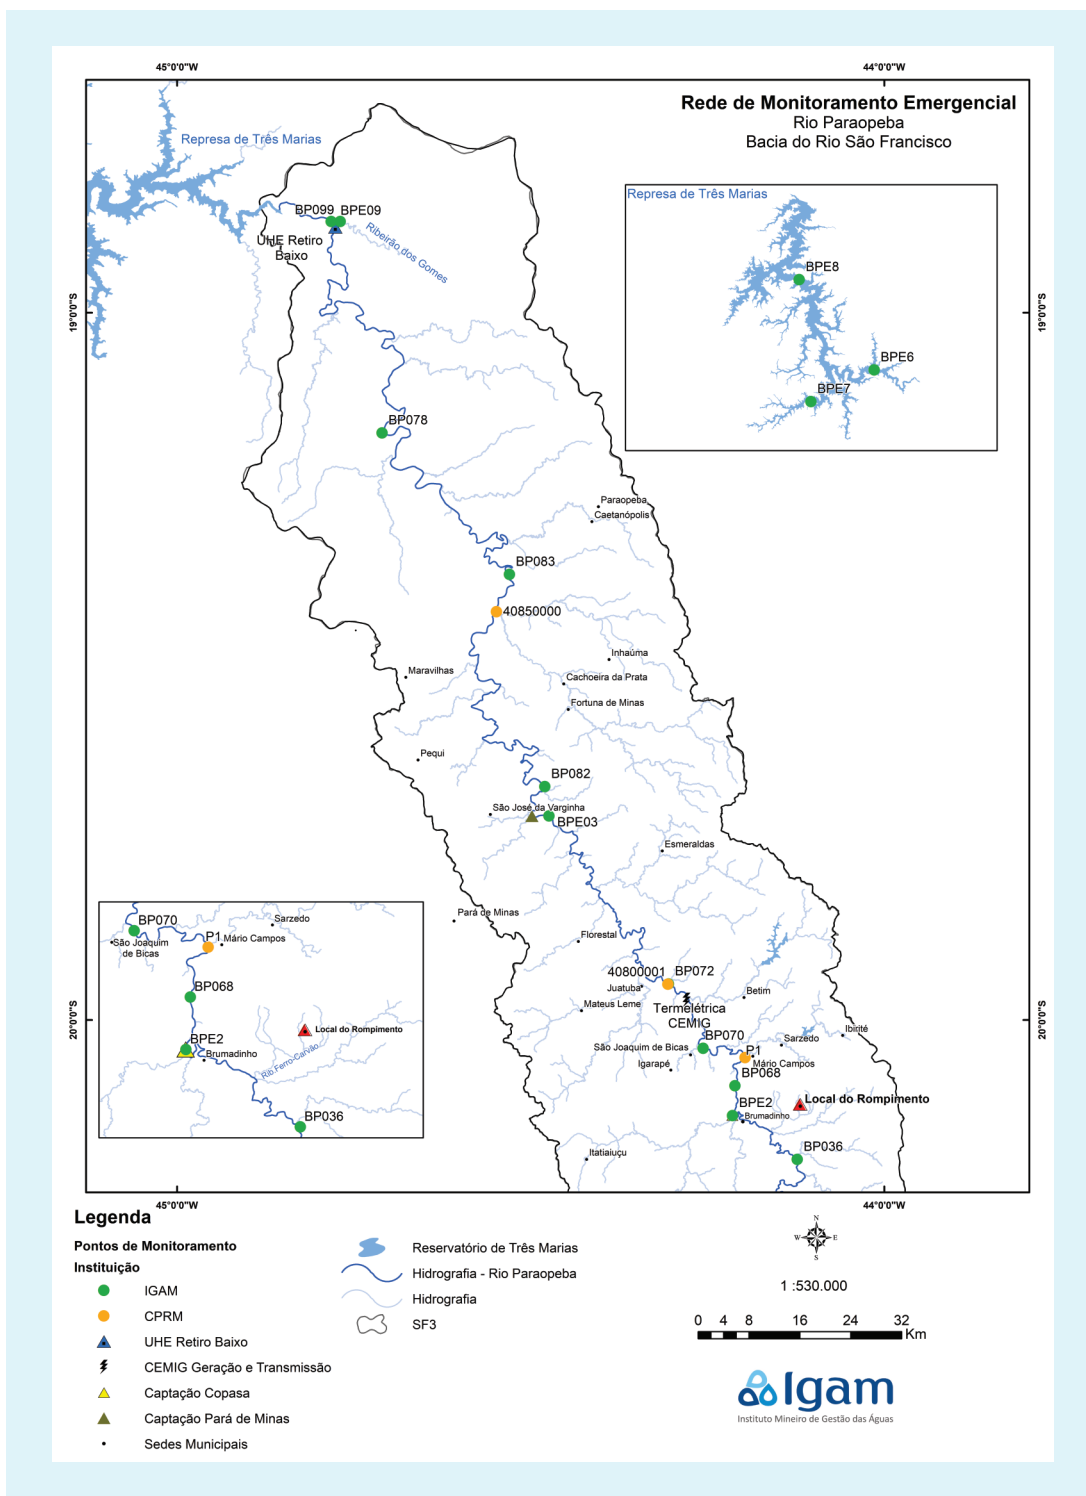 45°0'0"W
44°0'0"W
Rede de Monitoramento Emergencial
Rio Paraopeba
Bacia do Rio São Francisco
Represa de Três Marias
Represa de Três Marias
BP099
BPE09
UHE Retiro
Baixo
Ribeirão dos Gomes
BPE8
BPE6
BPE7
19°0'0"S
19°0'0"S
BP078
Paraopeba
Caetanópolis
BP083
40850000
Inhaúma
Maravilhas
Cachoeira da Prata
Fortuna de Minas
Pequi
BP082
São José da Varginha
BPE03
Esmeraldas
Pará de Minas
Florestal
40800001
BP072
Juatuba
Betim
Mateus Leme
Termelétrica
CEMIG
20°0'0"S
20°0'0"S
Ibirité
Sarzedo
São Joaquim de Bicas
BP070
P1
Mário Campos
Igarapé
BP068
BPE2
Brumadinho
Local do Rompimento
BP036
Itatiaiuçu
BP070
Sarzedo
P1
Mário Campos
São Joaquim
de Bicas
BP068
Local do Rompimento
BPE2
Brumadinho
Rib Ferro-Carvão
BP036
45°0'0"W
44°0'0"W
Legenda
Pontos de Monitoramento
Instituição
IGAM
CPRM
UHE Retiro Baixo
CEMIG Geração e Transmissão
Captação Copasa
Captação Pará de Minas
Sedes Municipais
Reservatório de Três Marias
Hidrografia - Rio Paraopeba
Hidrografia
SF3
N
W
E
S
1 :530.000
0 4 8 16 24 32
Km
Igam
Instituto Mineiro de Gestão das Águas